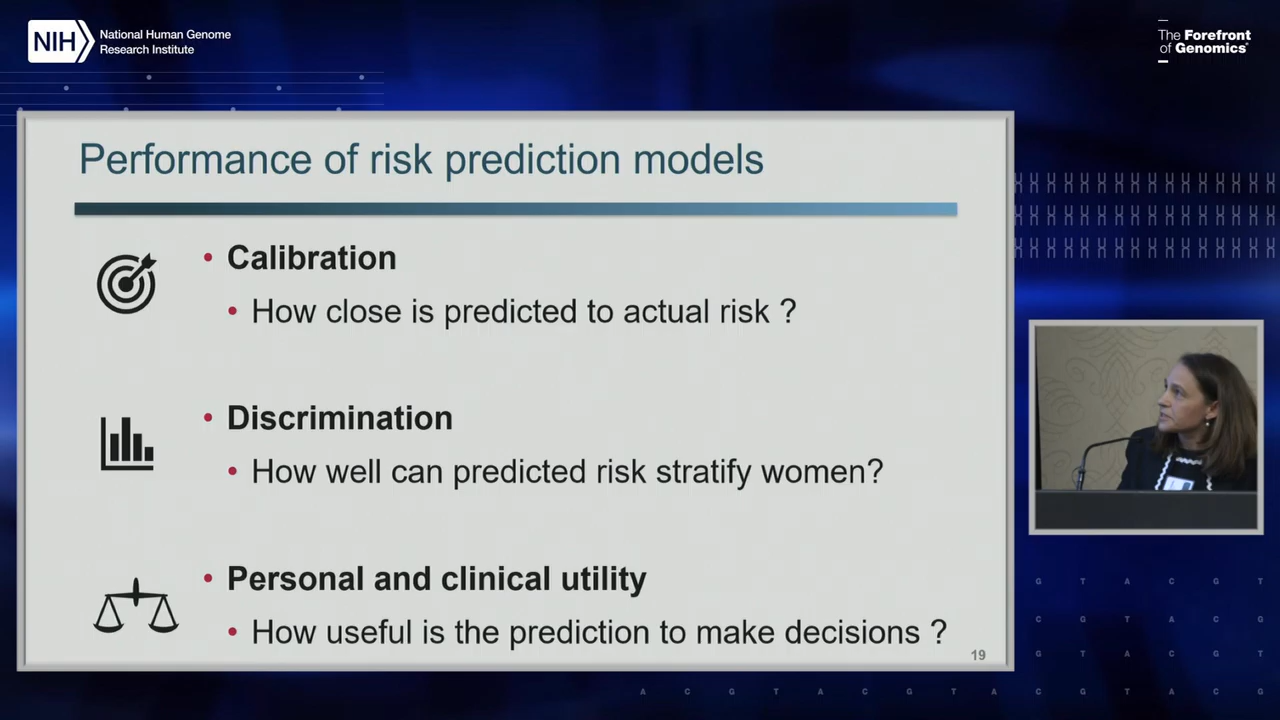 NIH
National Human Genome
Research Institute
The Forefront
of Genomics®
Performance of risk prediction models
• Calibration
• How close is predicted to actual risk ?
• Discrimination
• How well can predicted risk stratify women?
• Personal and clinical utility
• How useful is the prediction to make decisions ?
19
G T A C G T
C G T A C G
G T A C G T
A C G T A C G T A C G T A C G